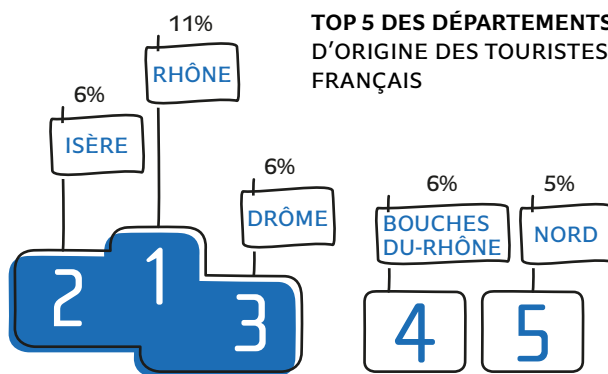 TOP 5 DES DÉPARTEMENTS
D'ORIGINE DES TOURISTES
FRANÇAIS
11%
RHÔNE
6%
ISÈRE
6%
DRÔME
6%
BOUCHES
DU-RHÔNE
5%
NORD
2
1
3
4
5